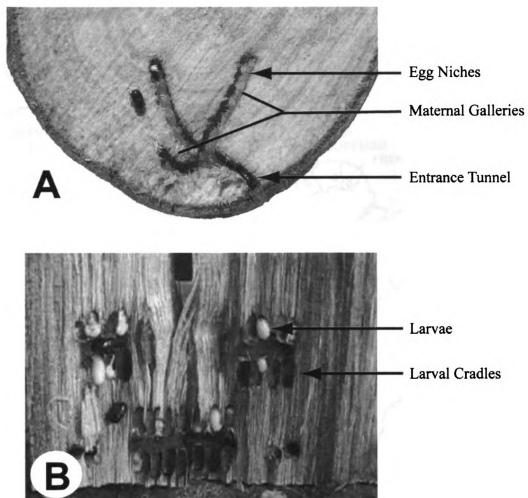 Egg Niches
Maternal Galleries
Entrance Tunnel
A
Larvae
Larval Cradles
B